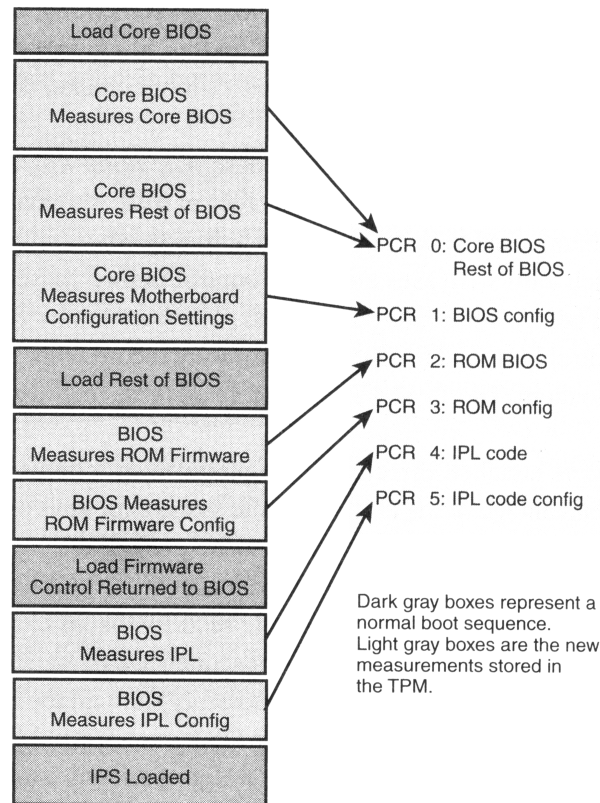 Load Core BIOS
Core BIOS
Measures Core BIOS
Core BIOS
Measures Rest of BIOS
Core BIOS
Measures Motherboard
Configuration Settings
Load Rest of BIOS
BIOS
Measures ROM Firmware
BIOS Measures
ROM Firmware Config
Load Firmware
Control Returned to BIOS
BIOS
Measures IPL
BIOS
Measures IPL Config
IPS Loaded
PCR 0: Core BIOS
Rest of BIOS
PCR 1: BIOS config
PCR 2: ROM BIOS
PCR 3: ROM config
PCR 4: IPL code
PCR 5: IPL code config
Dark gray boxes represent a
normal boot sequence.
Light gray boxes are the new
measurements stored in
the TPM.